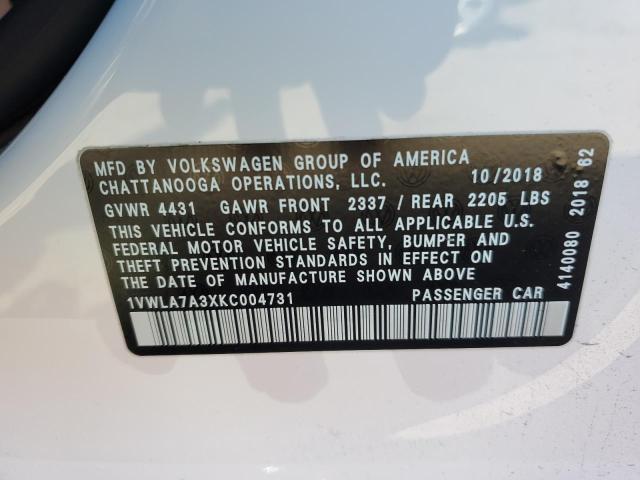 MFD BY VOLKSWAGEN GROUP OF AMERICA
CHATTANOOGA OPERATIONS, LLC. 10/2018
GVWR 4431 GAWR FRONT 2337 / REAR 2205 LBS
THIS VEHICLE CONFORMS TO ALL APPLICABLE U.S.
FEDERAL MOTOR VEHICLE SAFETY, BUMPER AND
THEFT PREVENTION STANDARDS IN EFFECT ON
THE DATE OF MANUFACTURE SHOWN ABOVE
1VWLA7A3XKC004731 PASSENGER CAR
4140080 2018 62